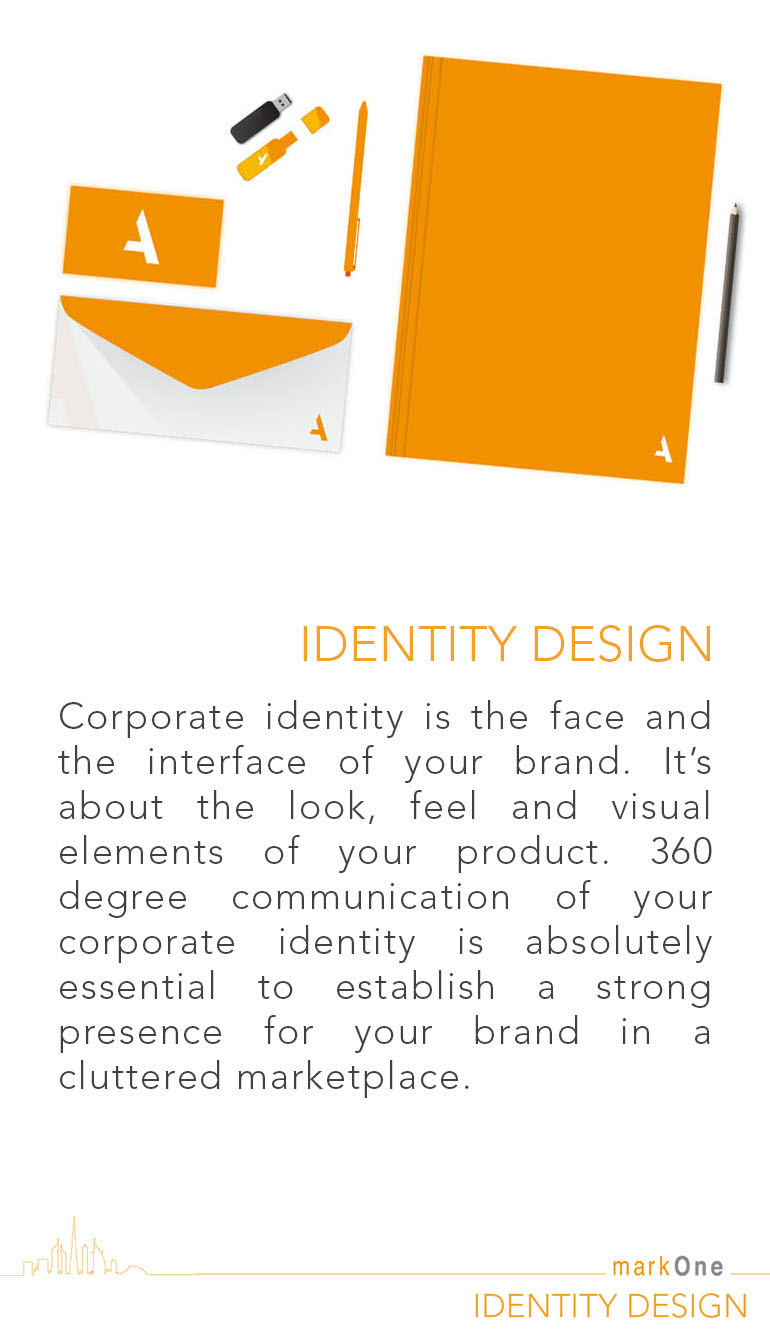 IDENTITY DESIGN
Corporate identity is the face and
the interface of your brand. It’s
about the look, feel and visual
elements of your product. 360
degree communication of your
corporate identity is absolutely
essential to establish a strong
presence for your brand in a
cluttered marketplace.
markOne
IDENTITY DESIGN